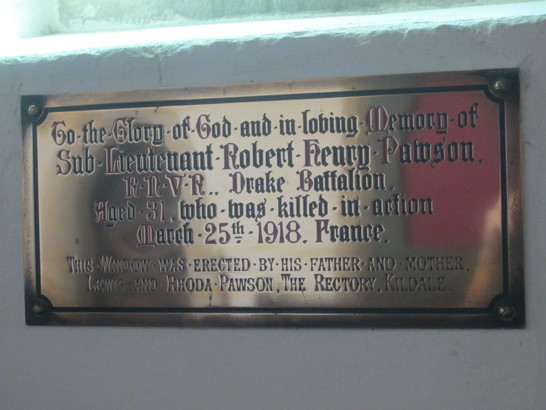 To·the·Glory·of·God·and·in·loving·Memory·of
Sub·Lieutenant·Robert·Henry·Pawson.
R·N·V·R., Drake Battalion.
Aged·31, who·was·killed·in·action
March·25th·1918. France.
THIS·WINDOW·WAS·ERECTED·BY·HIS·FATHER·AND·MOTHER.
LEWIS·AND·RHODA·PAWSON, THE RECTORY, KILDALE.